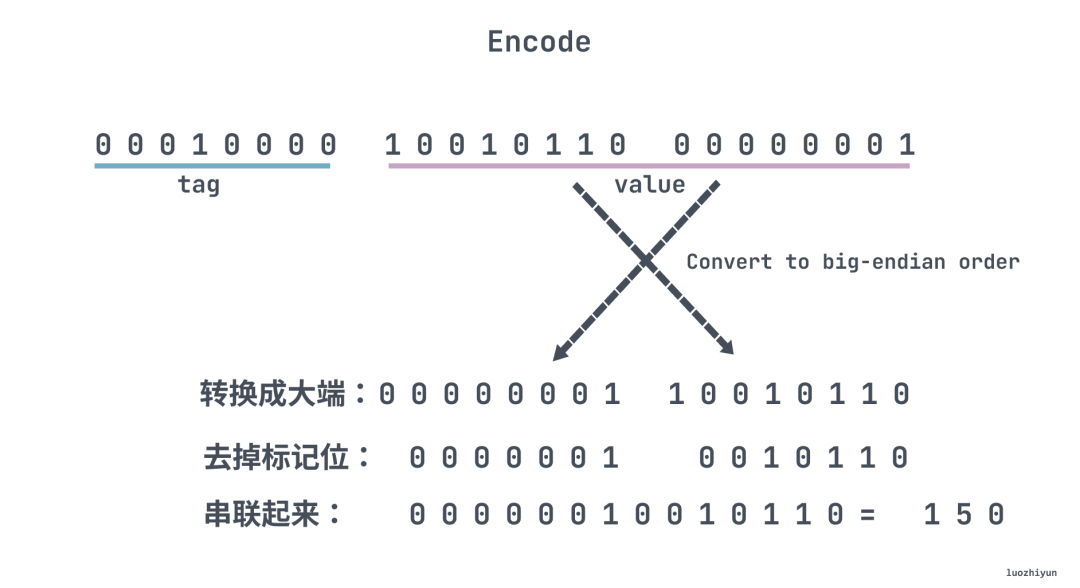 Encode
0 0 0 1 0 0 0 0 1 0 0 1 0 1 1 0 0 0 0 0 0 0 0 1
tag value
Convert to big-endian order
转换成大端：0 0 0 0 0 0 0 1 1 0 0 1 0 1 1 0
去掉标记位： 0 0 0 0 0 0 1 0 0 1 0 1 1 0
串联起来： 0 0 0 0 0 0 1 0 0 1 0 1 1 0 = 1 5 0
luozhiyun